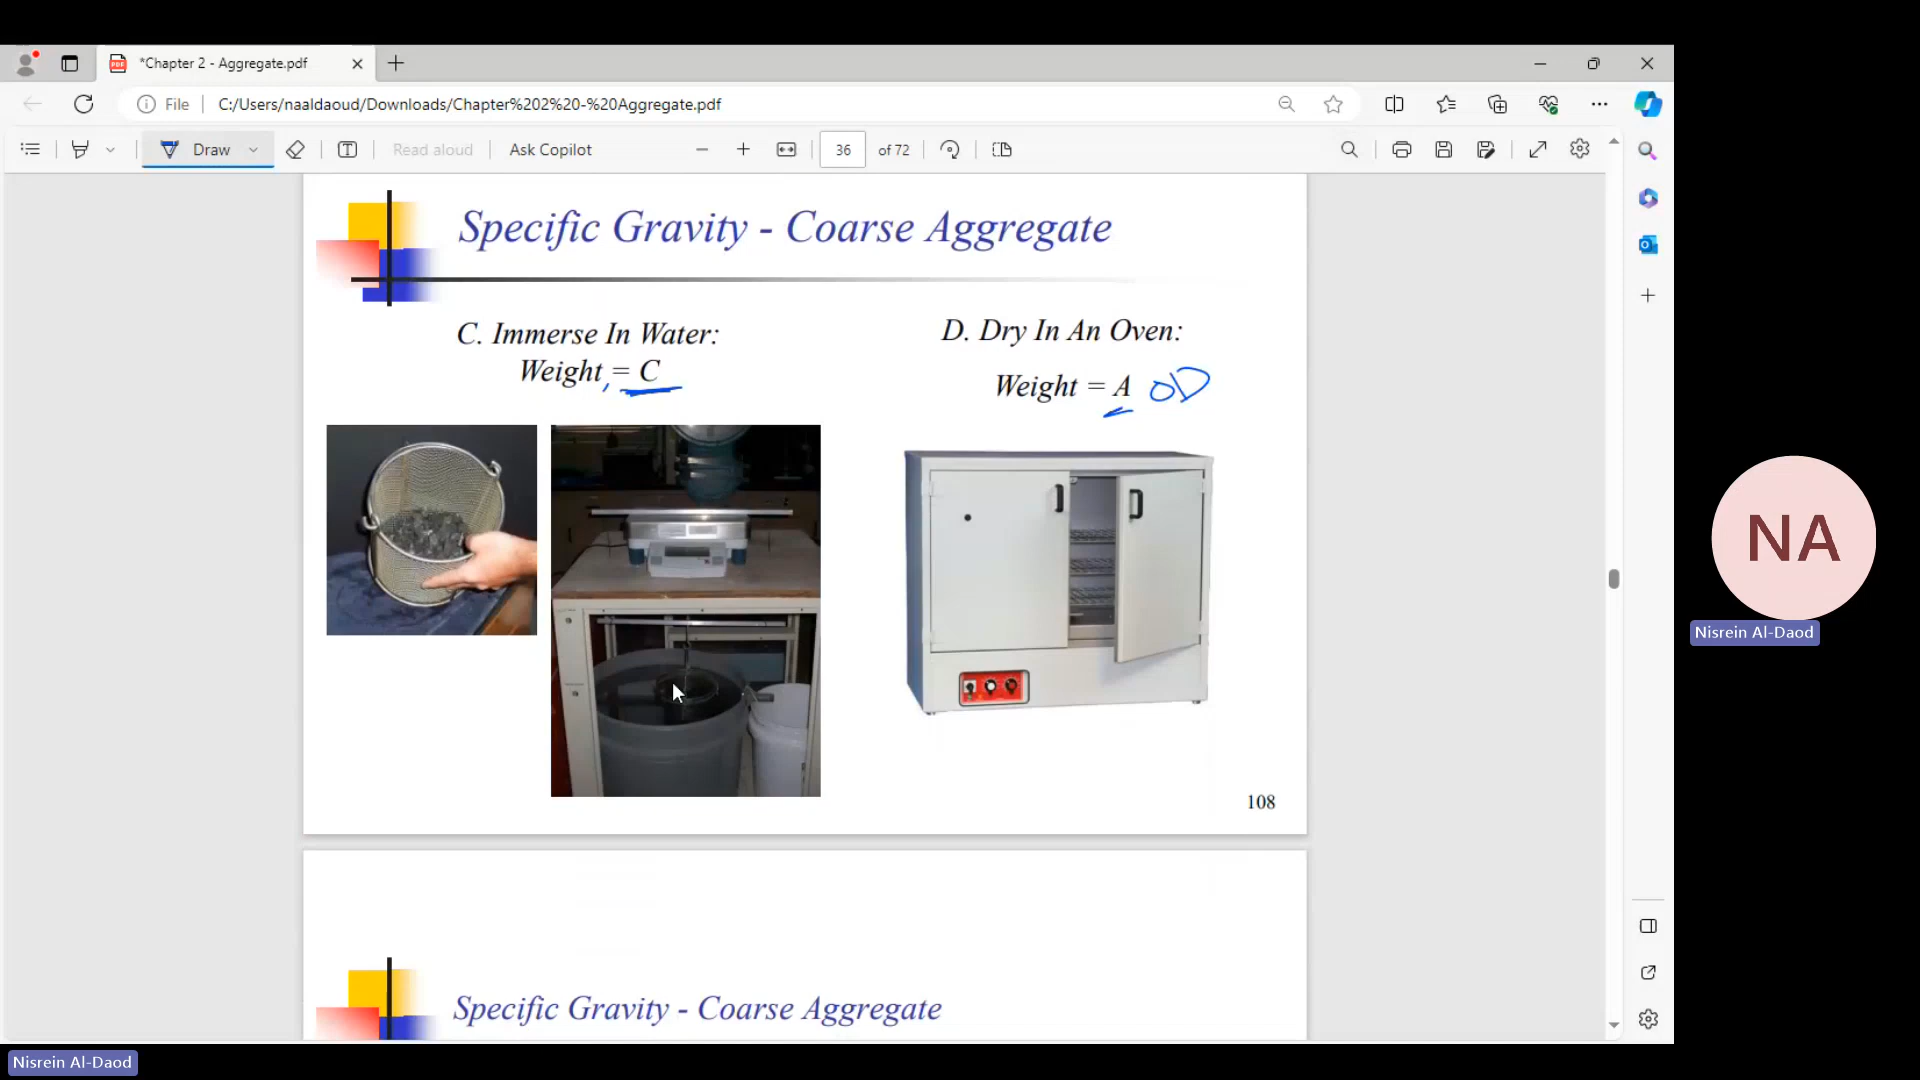 *Chapter 2 - Aggregate.pdf
File
C:/Users/naaldaoud/Downloads/Chapter%202%20-%20Aggregate.pdf
Draw
Read aloud
Ask Copilot
36
of 72
Specific Gravity - Coarse Aggregate
C. Immerse In Water:
Weight = C
D. Dry In An Oven:
Weight = A OD
108
Specific Gravity - Coarse Aggregate
NA
Nisrein Al-Daod
Nisrein Al-Daod